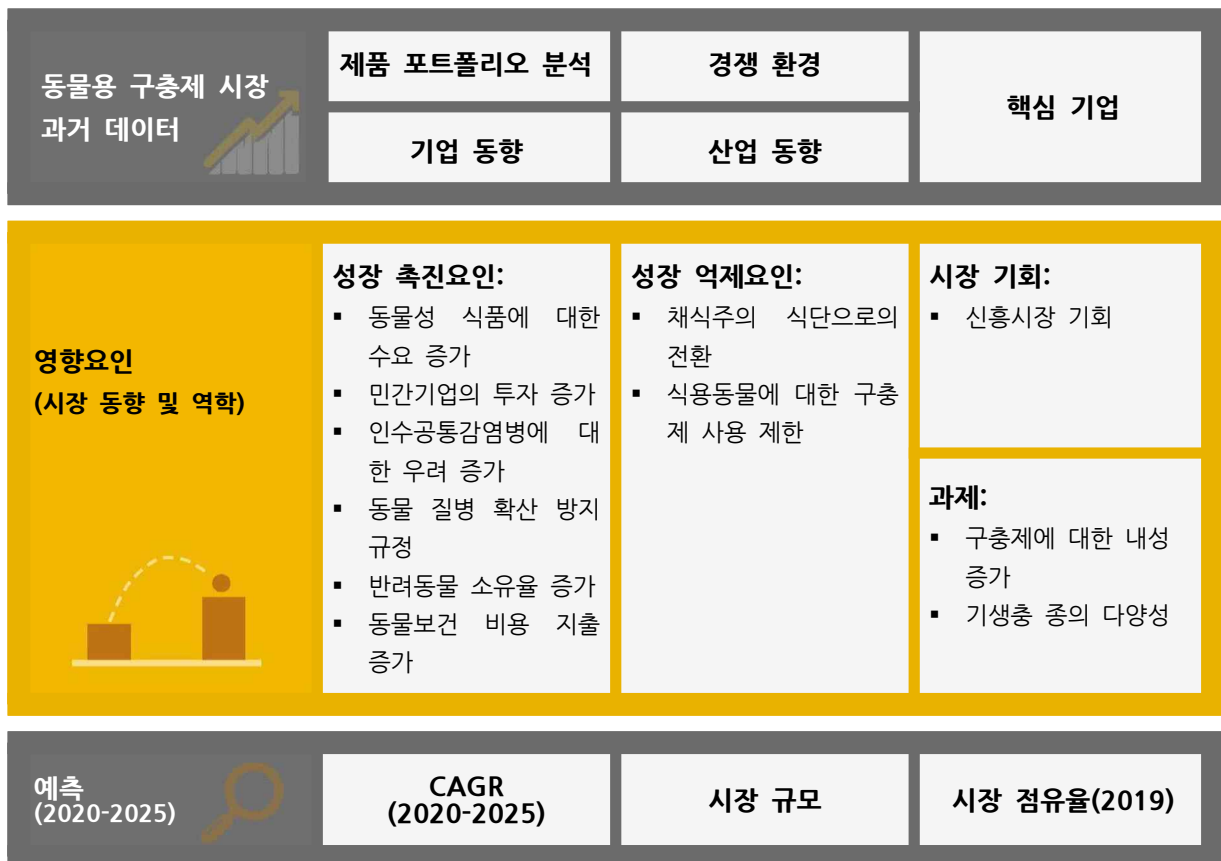 동물용 구충제 시장
과거 데이터
제품 포트폴리오 분석
경쟁 환경
핵심 기업
기업 동향
산업 동향
영향요인
(시장 동향 및 역학)
성장 촉진요인:
▪ 동물성 식품에 대한
수요 증가
▪ 민간기업의 투자 증가
▪ 인수공통감염병에 대
한 우려 증가
▪ 동물 질병 확산 방지
규정
▪ 반려동물 소유율 증가
▪ 동물보건 비용 지출
증가
성장 억제요인:
▪ 채식주의 식단으로의
전환
▪ 식용동물에 대한 구충
제 사용 제한
시장 기회:
▪ 신흥시장 기회
과제:
▪ 구충제에 대한 내성
증가
▪ 기생충 종의 다양성
예측
(2020-2025)
CAGR
(2020-2025)
시장 규모
시장 점유율(2019)